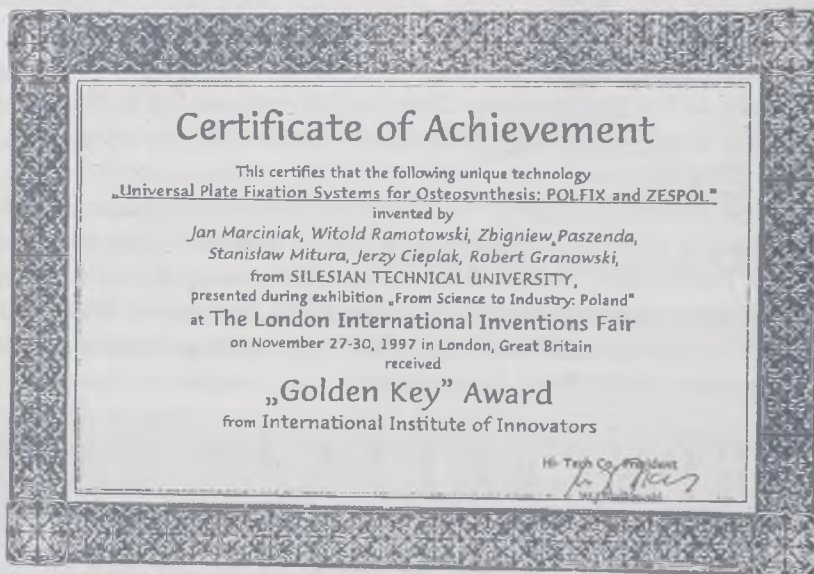 Certificate of Achievement
This certifies that the following unique technology
„Universal Plate Fixation Systems for Osteosynthesis: POLFIX and ZESPOL"
invented by
Jan Marciniak, Witold Ramotowski, Zbigniew Paszenda,
Stanisław Mitura, Jerzy Cieplak, Robert Granowski,
from SILESIAN TECHNICAL UNIVERSITY,
presented during exhibition „From Science to Industry: Poland"
at The London International Inventions Fair
on November 27-30, 1997 in London, Great Britain
received
„Golden Key” Award
from International Institute of Innovators
Hi-Tech Co. President